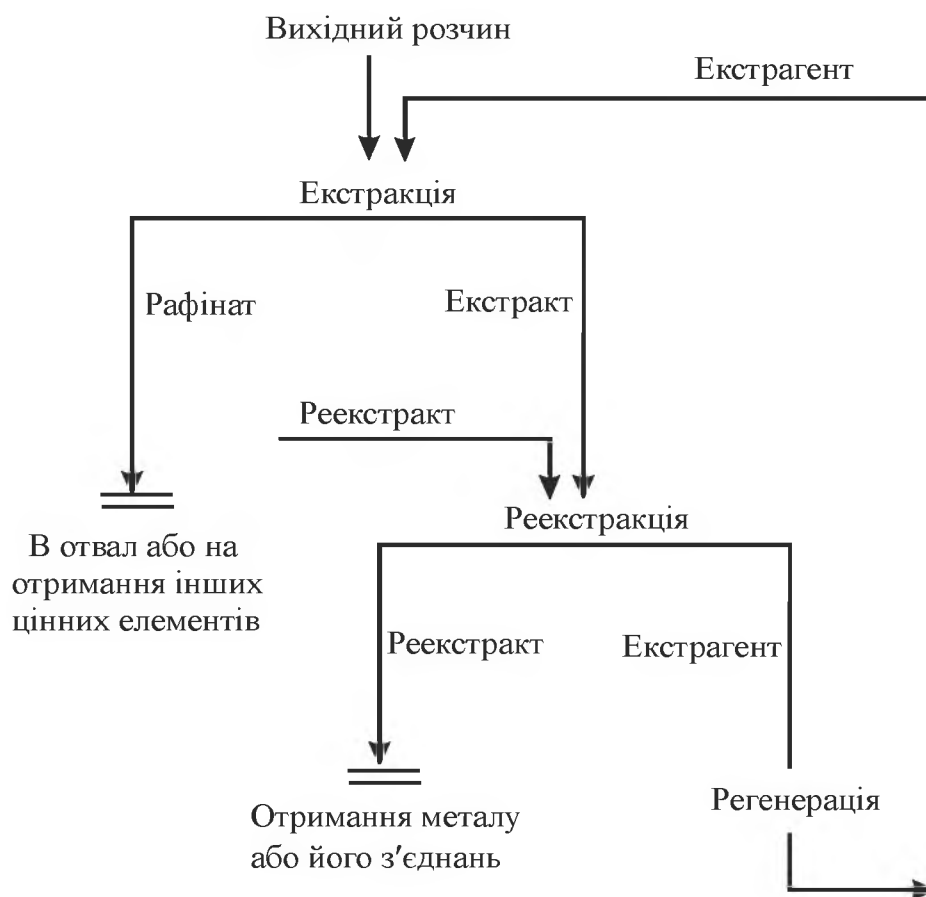 Вихідний розчин
Екстрагент
Екстракція
Рафінат
Екстракт
Реекстракт
Реекстракція
В отвал або на
отримання інших
цінних елементів
Реекстракт
Екстрагент
Регенерація
Отримання металу
або його з'єднань